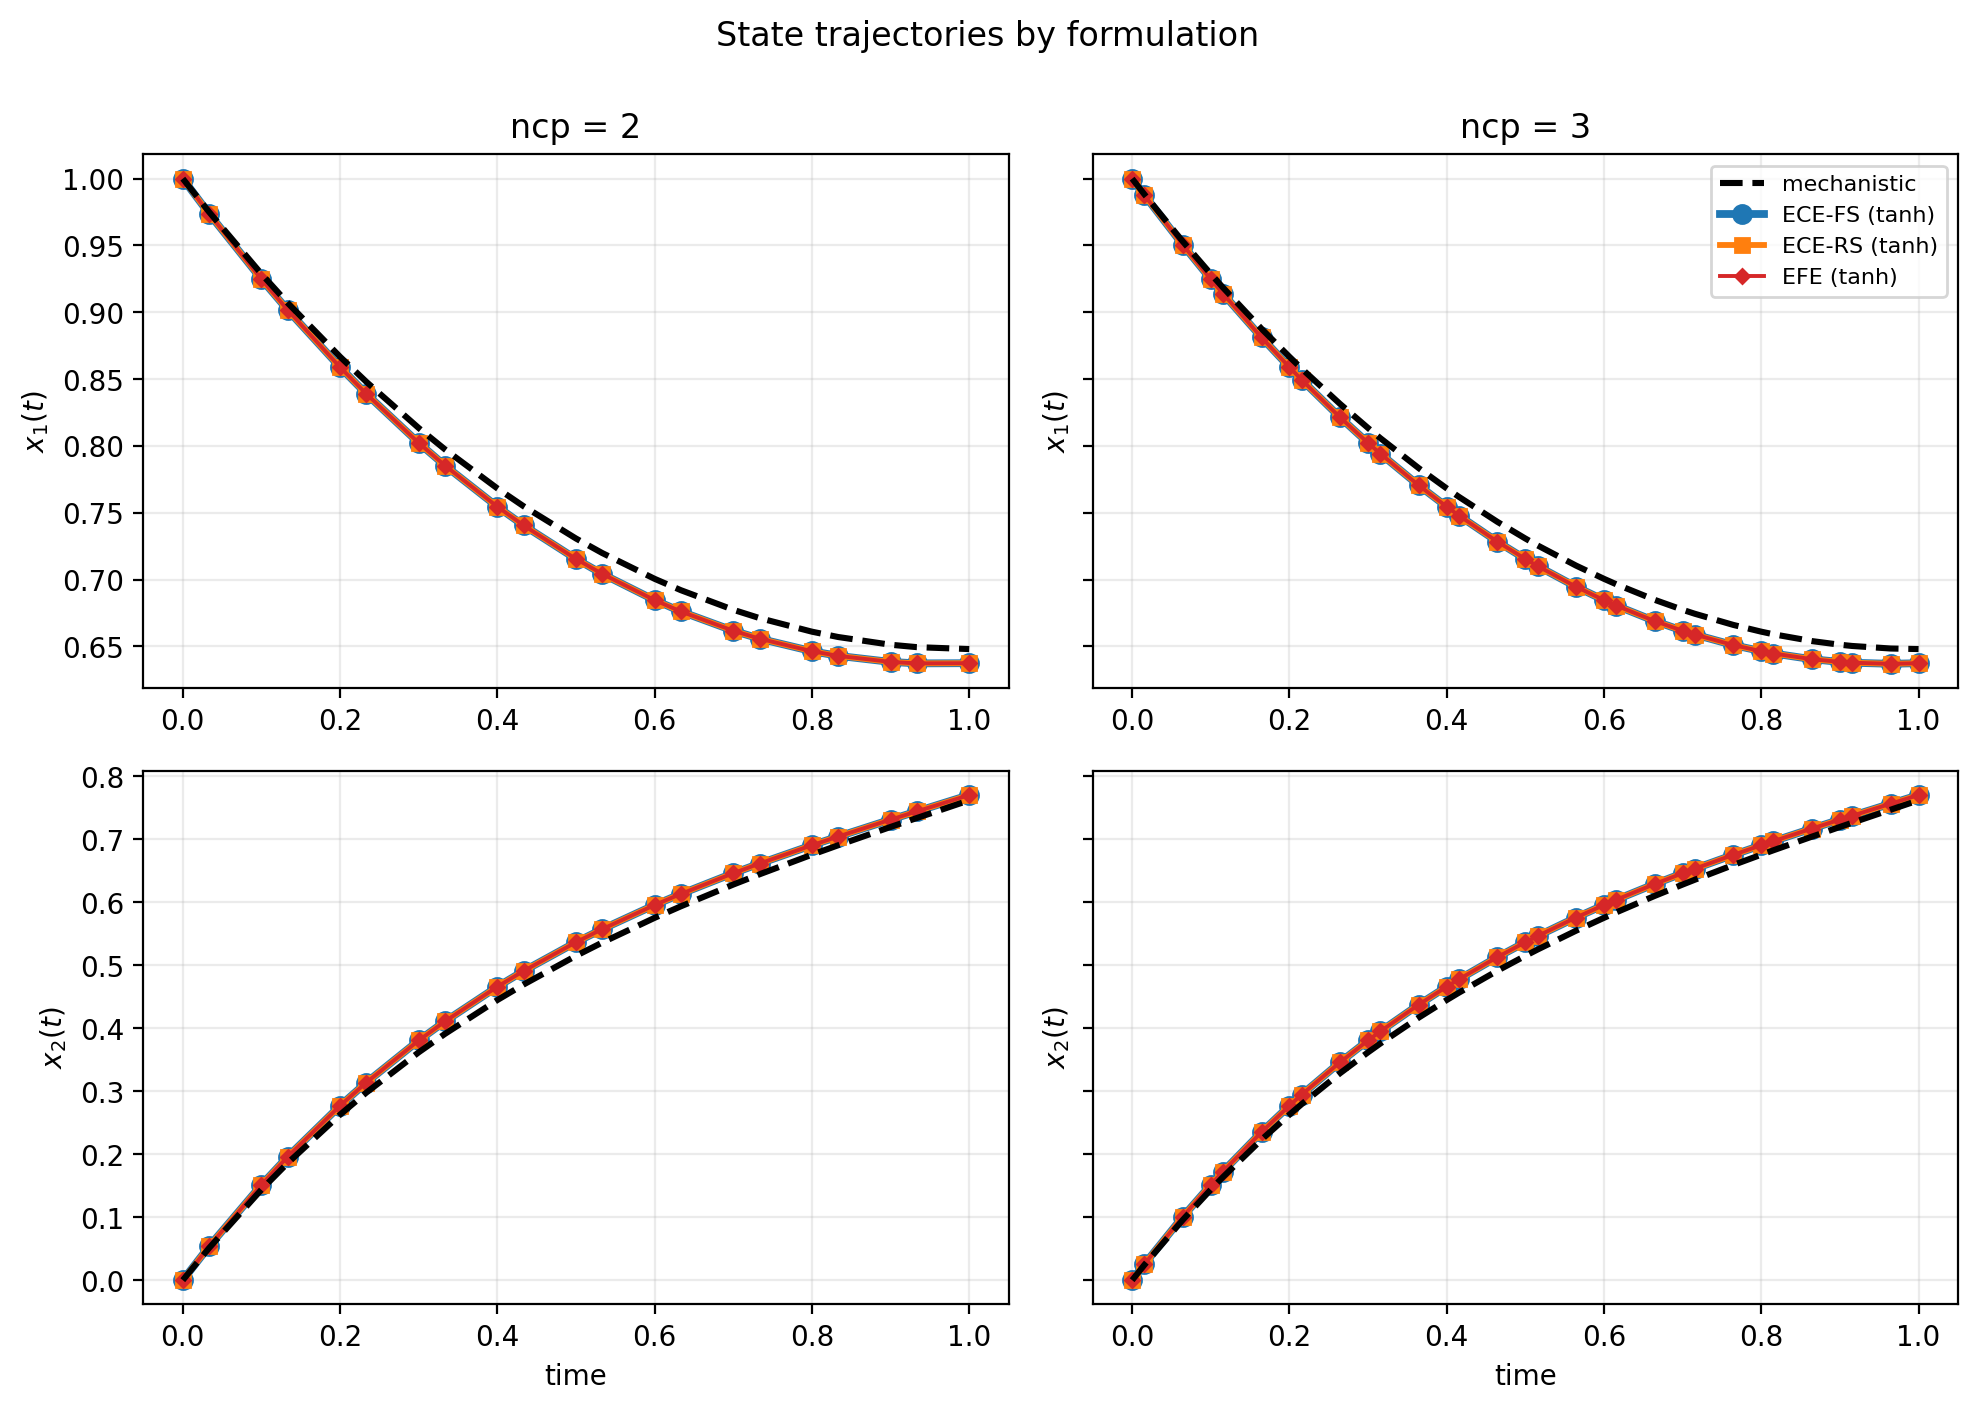 State trajectories by formulation
ncp = 2
ncp = 3
x₁(t)
1.00
0.95
0.90
0.85
0.80
0.75
0.70
0.65
0.0 0.2 0.4 0.6 0.8 1.0
x₁(t)
mechanistic
ECE-FS (tanh)
ECE-RS (tanh)
EFE (tanh)
0.0 0.2 0.4 0.6 0.8 1.0
x₂(t)
0.8
0.7
0.6
0.5
0.4
0.3
0.2
0.1
0.0
0.0 0.2 0.4 0.6 0.8 1.0
time
x₂(t)
0.0 0.2 0.4 0.6 0.8 1.0
time